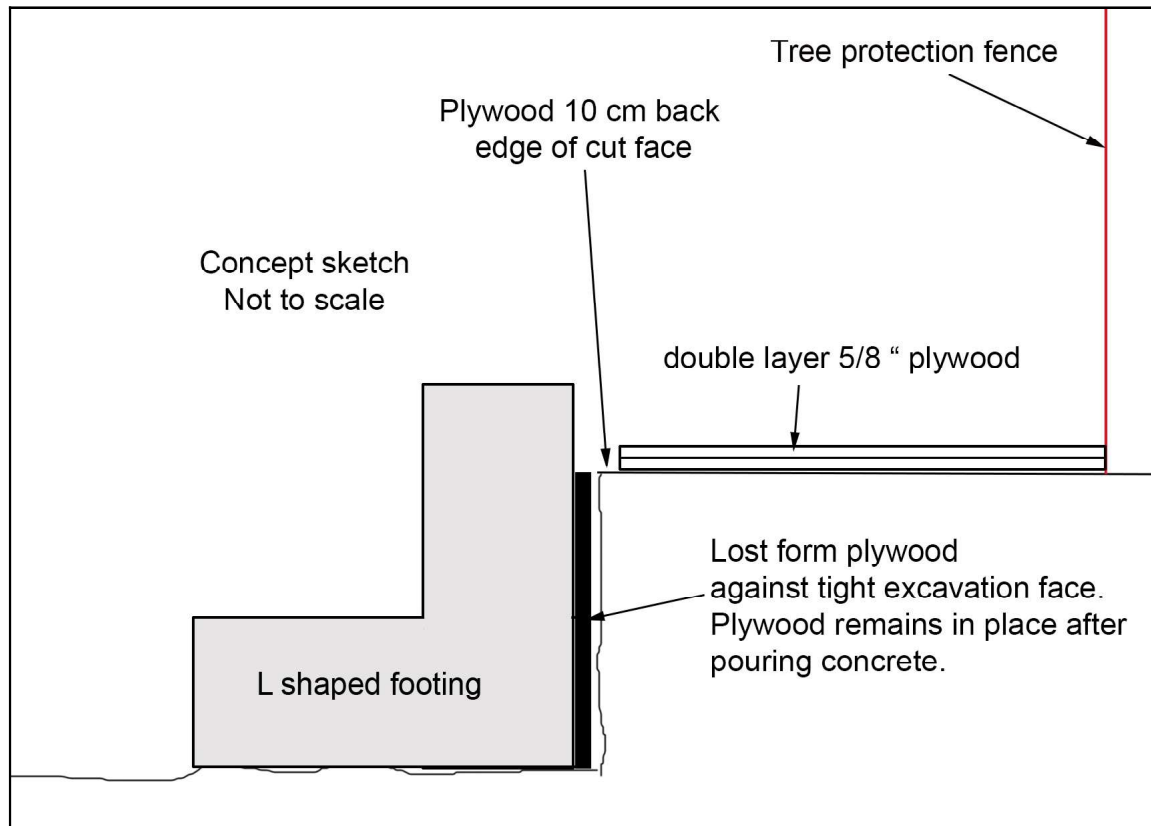 Tree protection fence
Plywood 10 cm back
edge of cut face
Concept sketch
Not to scale
double layer 5/8 “ plywood
Lost form plywood
against tight excavation face.
Plywood remains in place after
pouring concrete.
L shaped footing